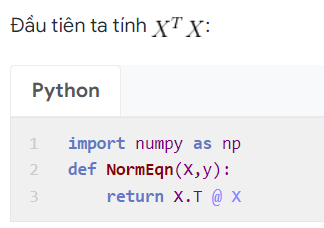 Đầu tiên ta tính X^T X:
Python
1 import numpy as np
2 def NormEqn(X,y):
3     return X.T @ X